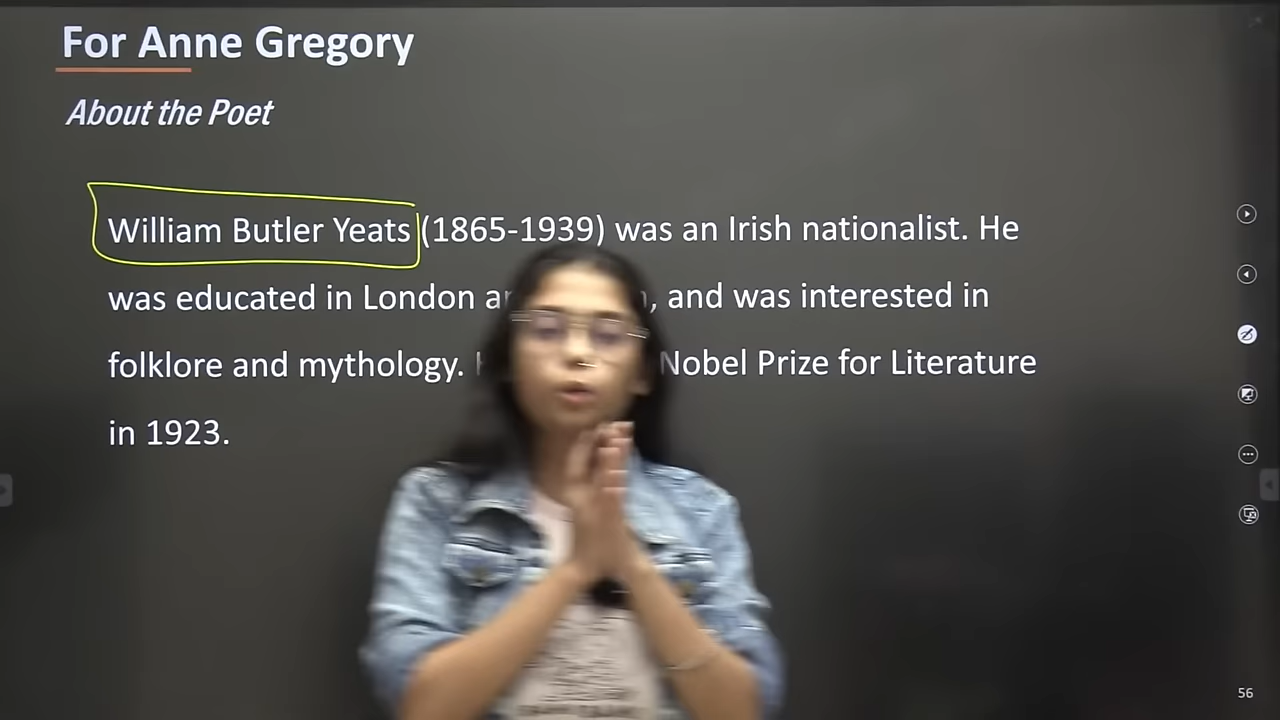 For Anne Gregory
About the Poet
William Butler Yeats (1865-1939) was an Irish nationalist. He
was educated in London , and was interested in
folklore and mythology. Nobel Prize for Literature
in 1923.
56